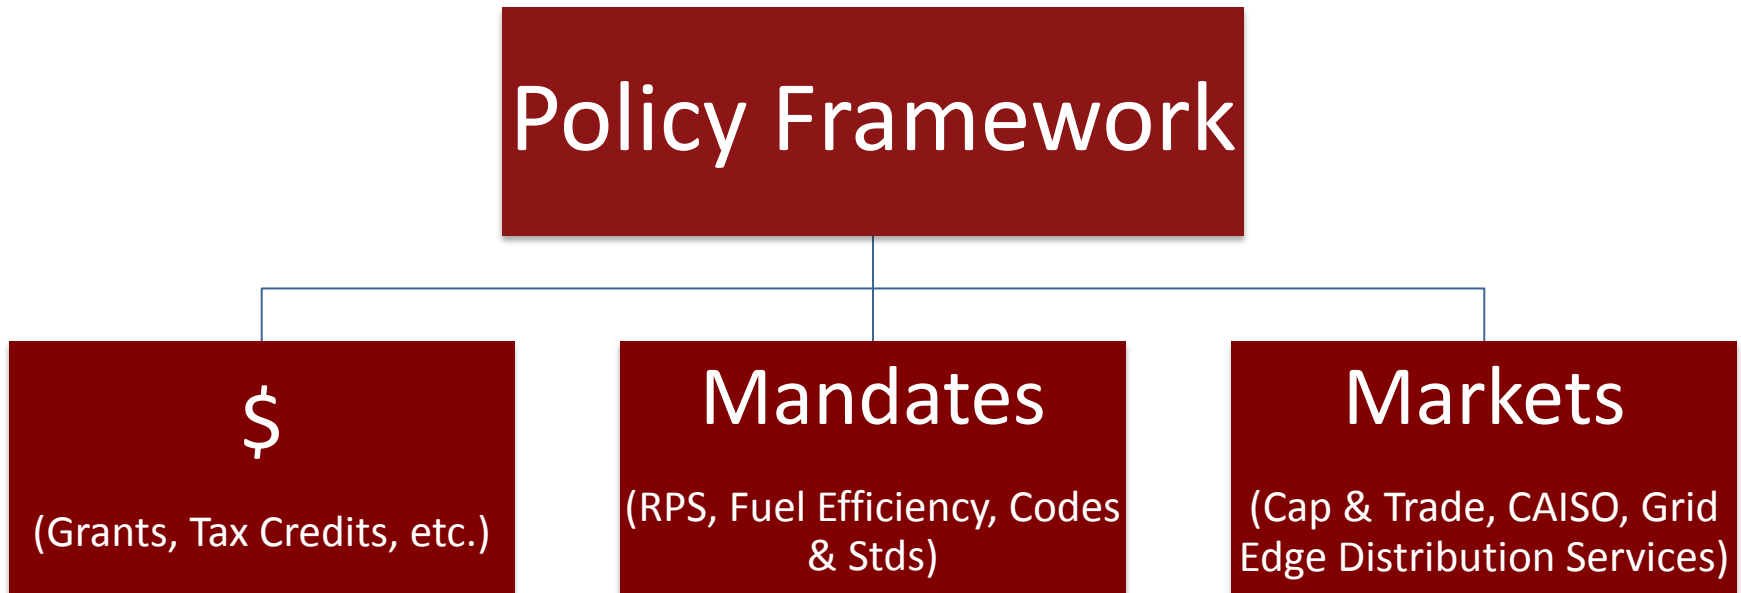 Policy Framework
$
(Grants, Tax Credits, etc.)
Mandates
(RPS, Fuel Efficiency, Codes
& Stds)
Markets
(Cap & Trade, CAISO, Grid
Edge Distribution Services)